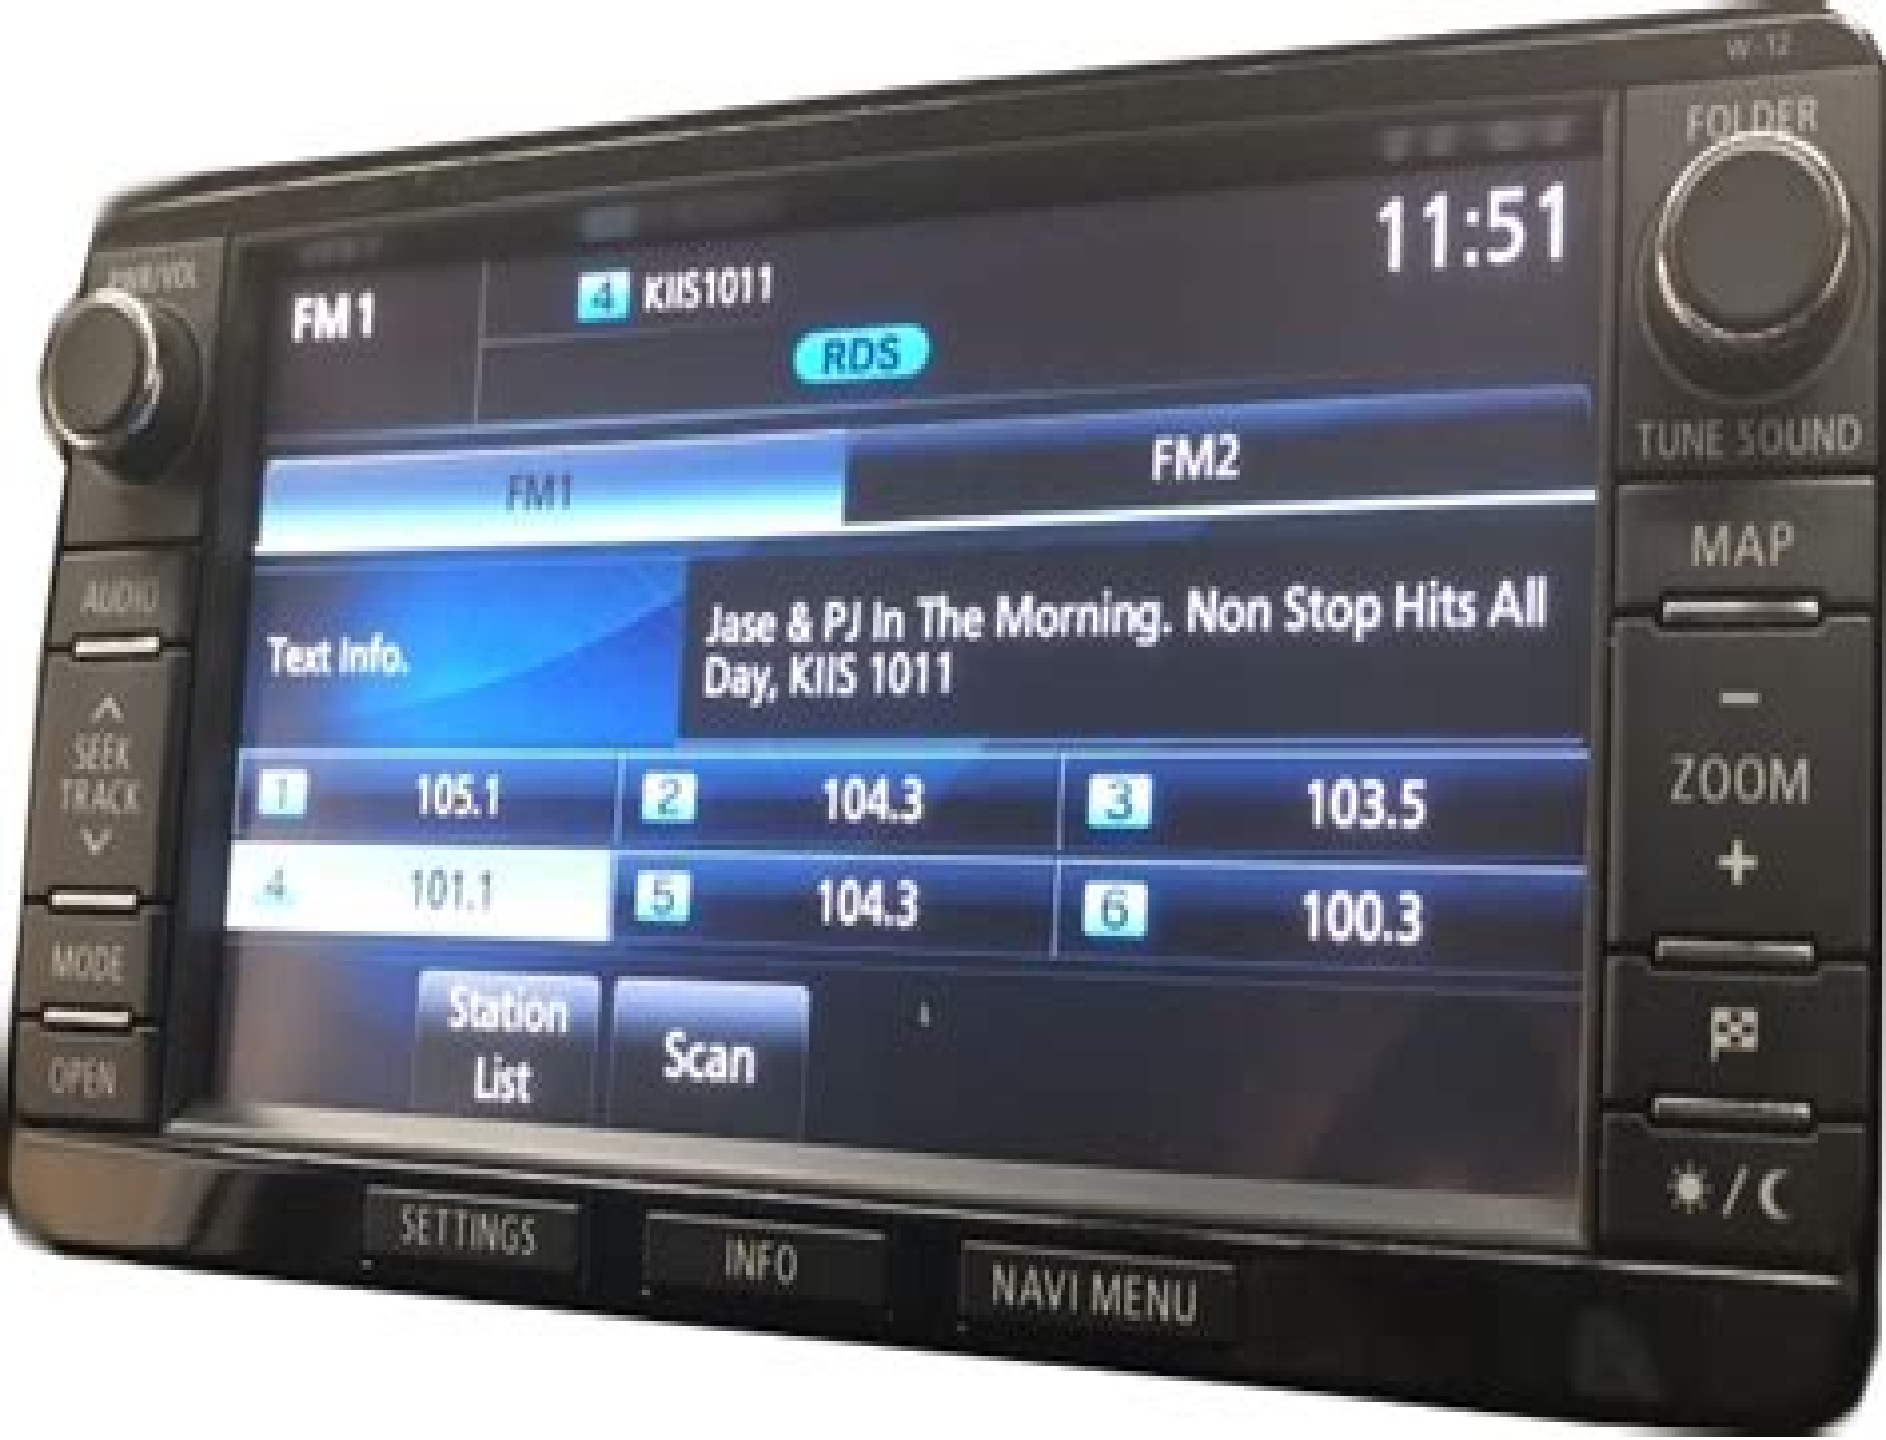 W-12
FOLDER
PWR/VOL
11:51
FM1
4 KIIS1011
RDS
TUNE SOUND
FM1
FM2
MAP
AUDIO
Text Info.
Jase & PJ In The Morning. Non Stop Hits All
Day, KIIS 1011
SEEK
TRACK
−
ZOOM
+
1 105.1
2 104.3
3 103.5
4 101.1
5 104.3
6 100.3
MODE
OPEN
Station
List
Scan
SETTINGS
INFO
NAVI MENU